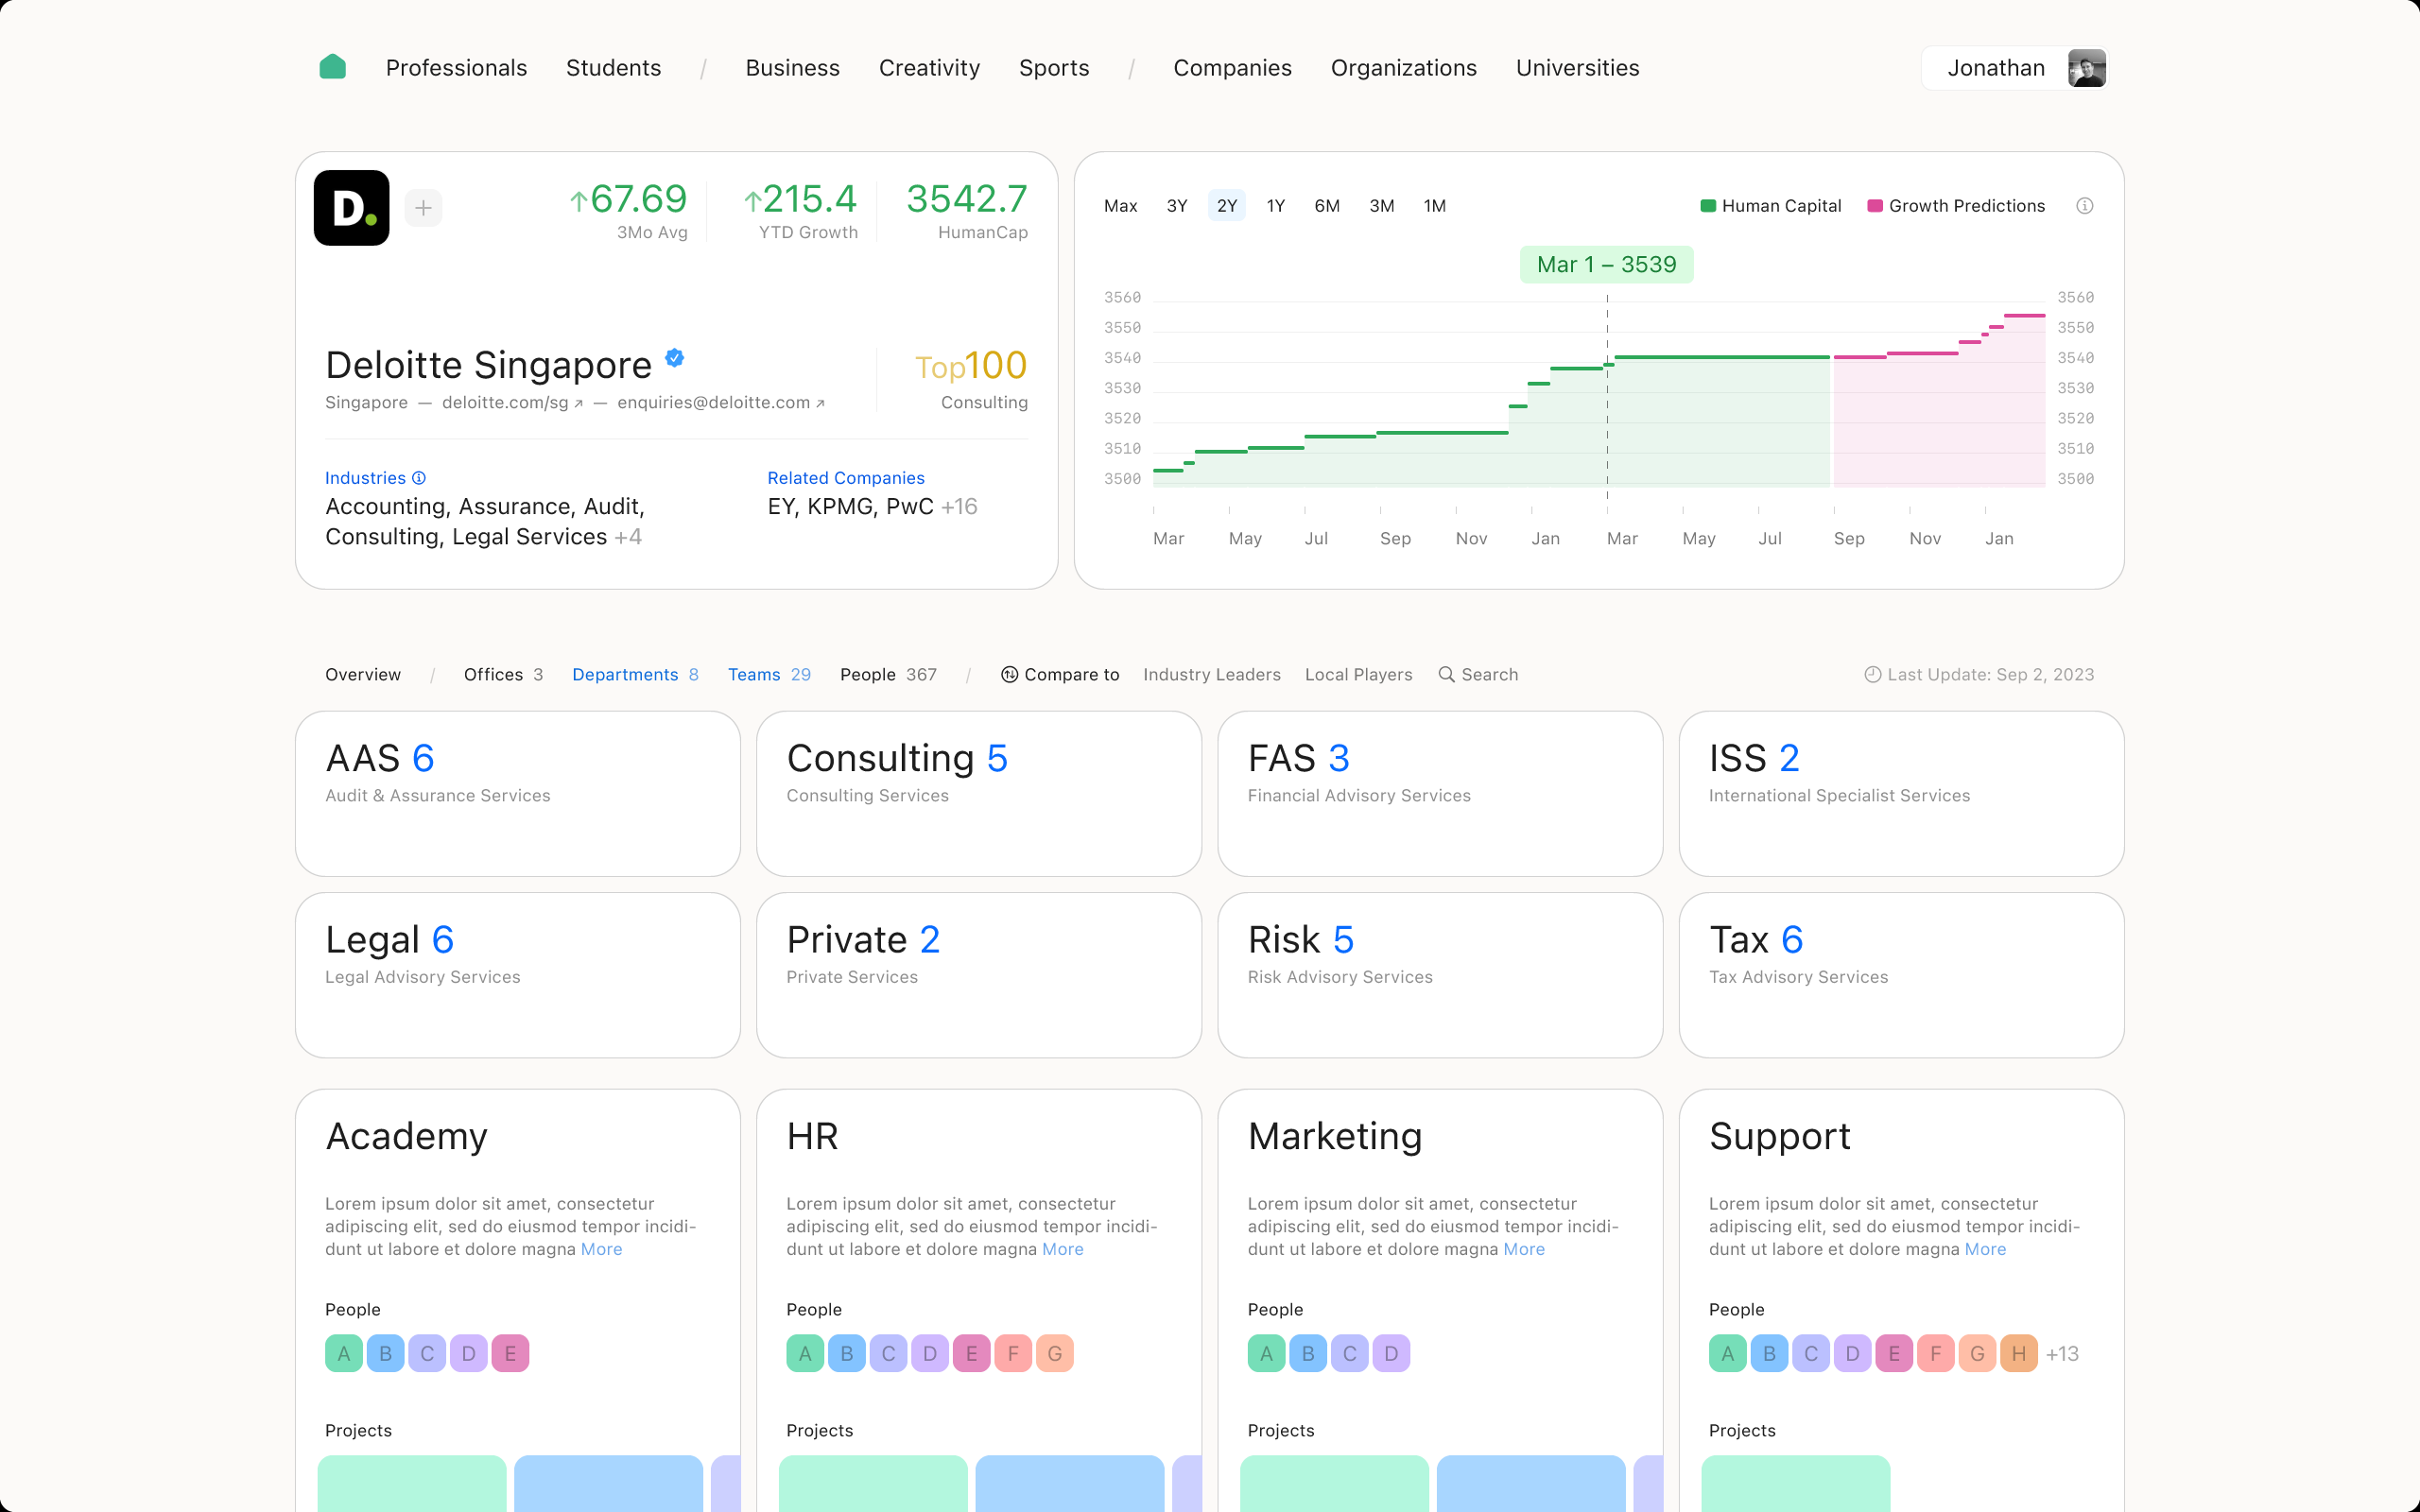 Professionals Students / Business Creativity Sports / Companies Organizations Universities Jonathan
D.
+
↑67.69 ↑215.4 3542.7
3Mo Avg YTD Growth HumanCap
Deloitte Singapore Top100
Singapore — deloitte.com/sg ↗ — enquiries@deloitte.com ↗ Consulting
Industries Related Companies
Accounting, Assurance, Audit, EY, KPMG, PwC +16
Consulting, Legal Services +4
Max 3Y 2Y 1Y 6M 3M 1M Human Capital Growth Predictions
Mar 1 – 3539
3560 3560
3550 3550
3540 3540
3530 3530
3520 3520
3510 3510
3500 3500
Mar May Jul Sep Nov Jan Mar May Jul Sep Nov Jan
Overview / Offices 3 Departments 8 Teams 29 People 367 / Compare to Industry Leaders Local Players Search Last Update: Sep 2, 2023
AAS 6 Consulting 5 FAS 3 ISS 2
Audit & Assurance Services Consulting Services Financial Advisory Services International Specialist Services
Legal 6 Private 2 Risk 5 Tax 6
Legal Advisory Services Private Services Risk Advisory Services Tax Advisory Services
Academy
Lorem ipsum dolor sit amet, consectetur
adipiscing elit, sed do eiusmod tempor incidi-
dunt ut labore et dolore magna More
People
A B C D E
Projects
HR
Lorem ipsum dolor sit amet, consectetur
adipiscing elit, sed do eiusmod tempor incidi-
dunt ut labore et dolore magna More
People
A B C D E F G
Projects
Marketing
Lorem ipsum dolor sit amet, consectetur
adipiscing elit, sed do eiusmod tempor incidi-
dunt ut labore et dolore magna More
People
A B C D
Projects
Support
Lorem ipsum dolor sit amet, consectetur
adipiscing elit, sed do eiusmod tempor incidi-
dunt ut labore et dolore magna More
People
A B C D E F G H +13
Projects